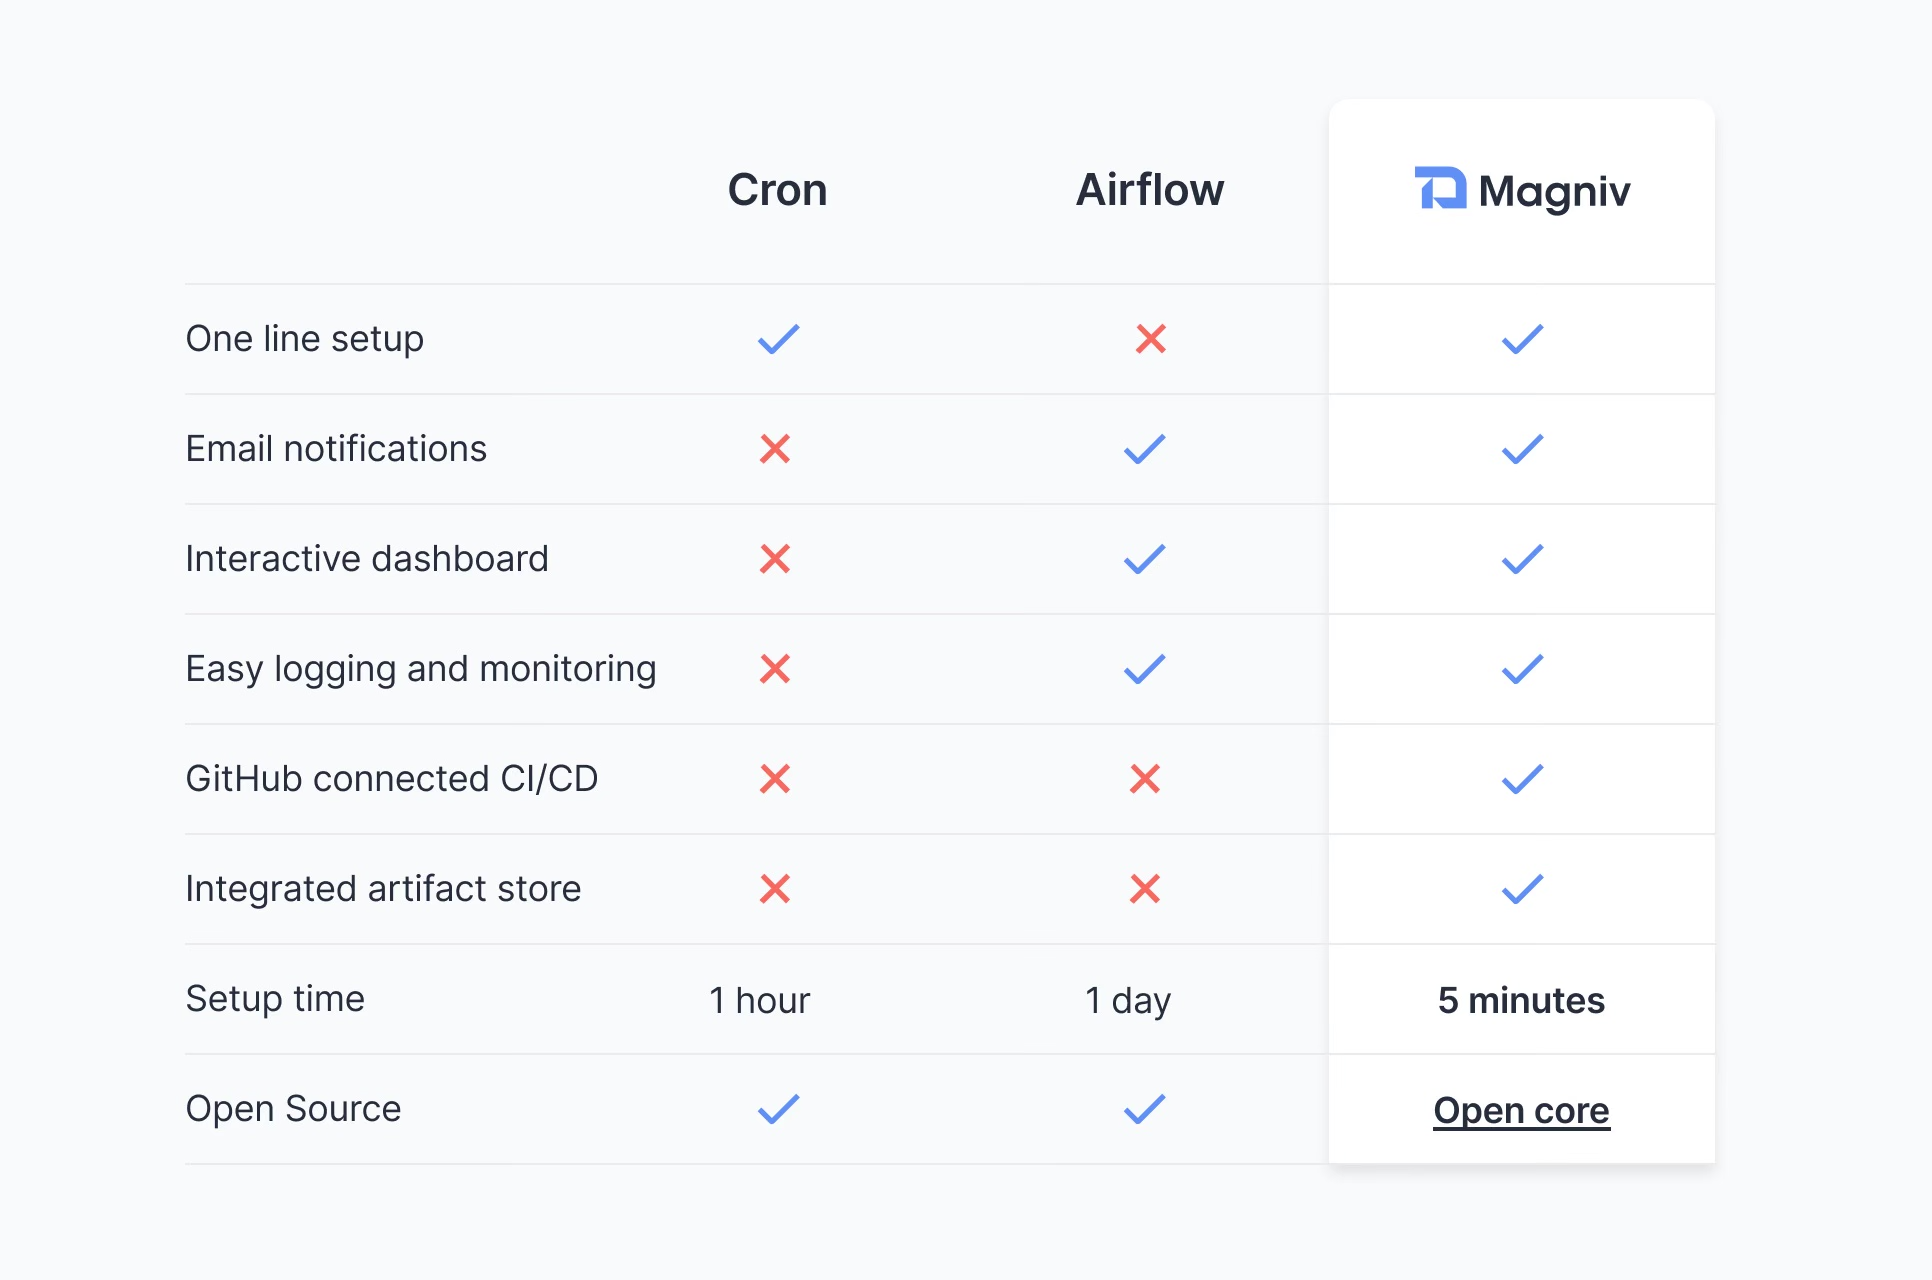 Cron Airflow Magniv
One line setup
Email notifications
Interactive dashboard
Easy logging and monitoring
GitHub connected CI/CD
Integrated artifact store
Setup time 1 hour 1 day 5 minutes
Open Source Open core